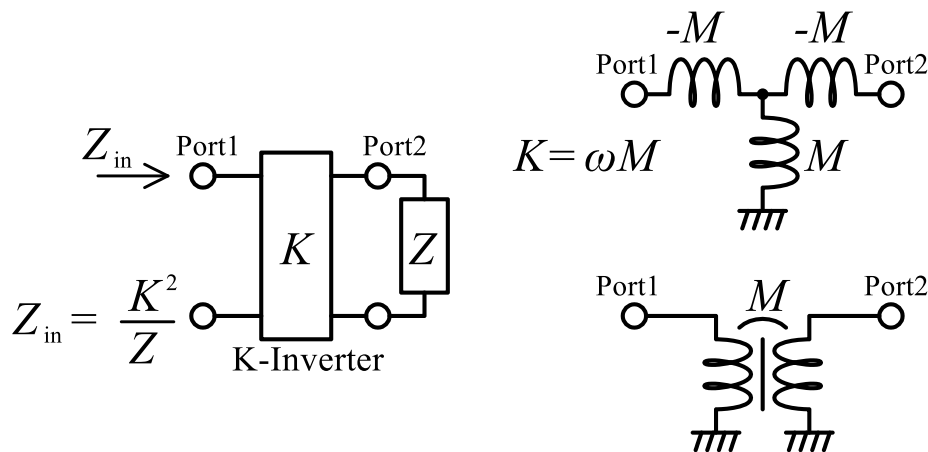 Z_in
Port1
Port2
K
Z
Z_in = K^2/Z
K-Inverter
-M
-M
Port1
Port2
K = ωM
M
Port1
Port2
M